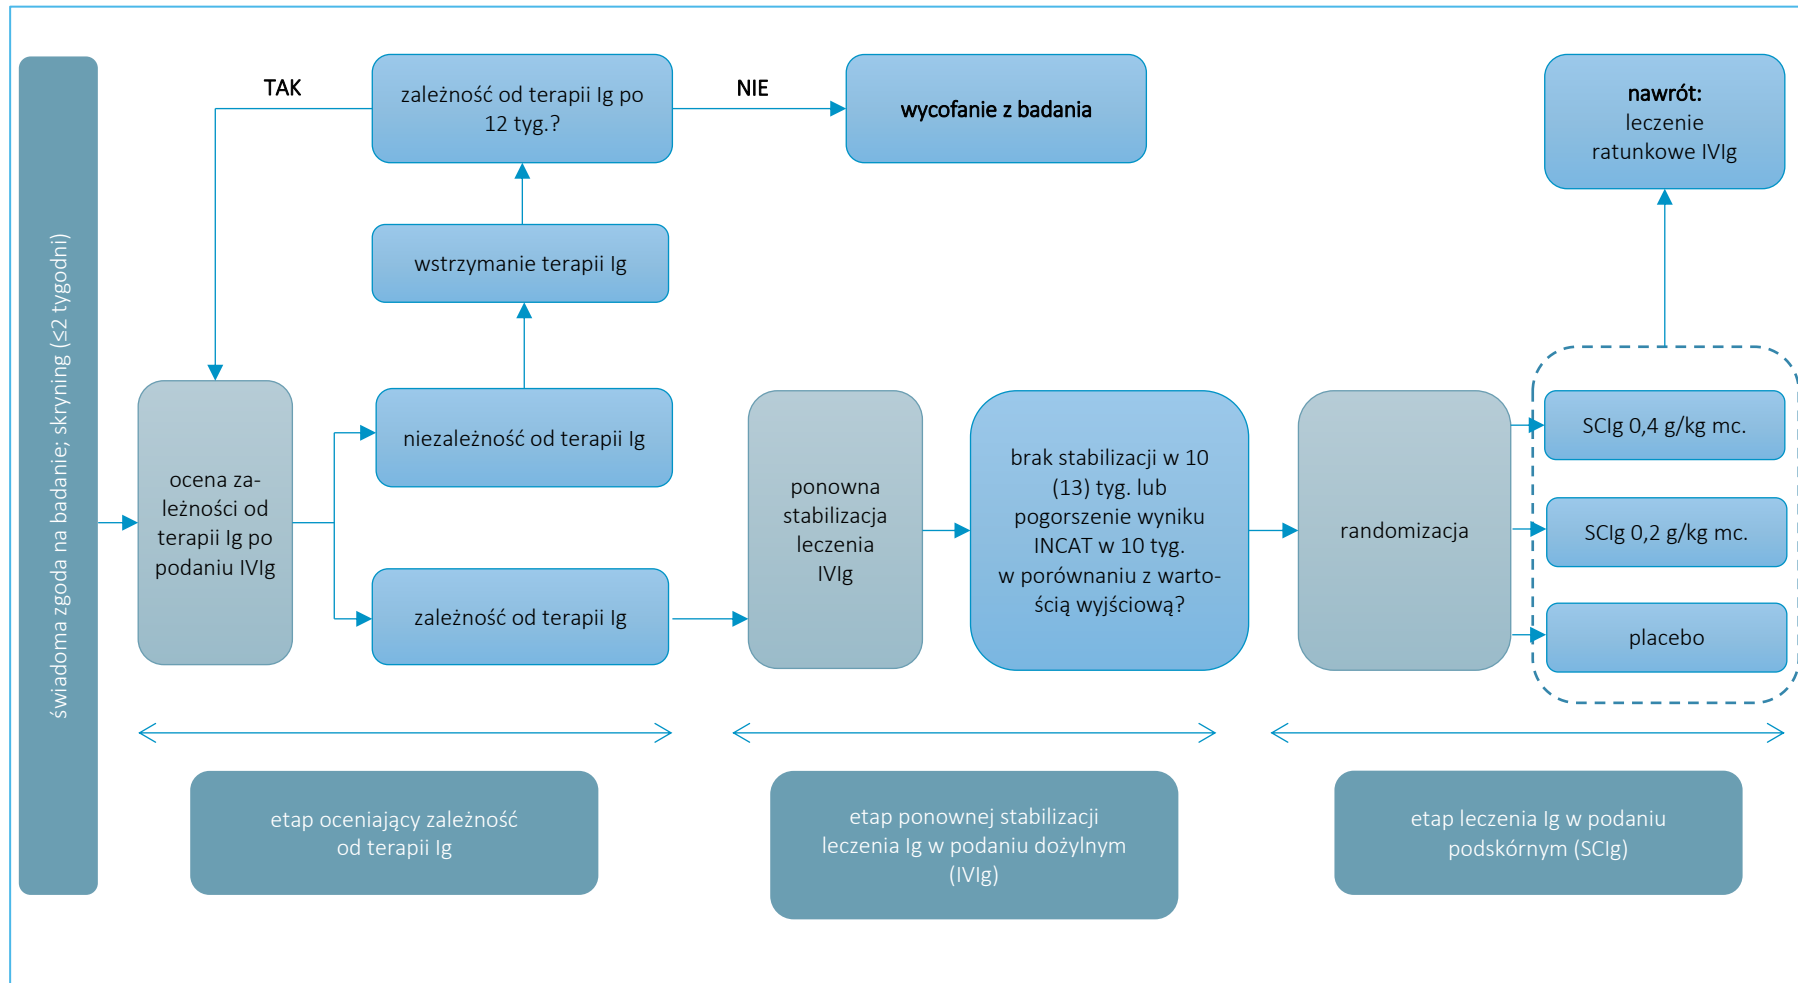 świadoma zgoda na badanie; skryning (≤2 tygodni)
TAK
zależność od terapii Ig po
12 tyg.?
NIE
wycofanie z badania
nawrót:
leczenie
ratunkowe IVIg
wstrzymanie terapii Ig
niezależność od terapii Ig
ocena za-
leżności od
terapii Ig po
podaniu IVIg
zależność od terapii Ig
ponowna
stabilizacja
leczenia
IVIg
brak stabilizacji w 10
(13) tyg. lub
pogorszenie wyniku
INCAT w 10 tyg.
w porównaniu z warto-
ścią wyjściową?
randomizacja
SCIg 0,4 g/kg mc.
SCIg 0,2 g/kg mc.
placebo
etap oceniający zależność
od terapii Ig
etap ponownej stabilizacji
leczenia Ig w podaniu dożylnym
(IVIg)
etap leczenia Ig w podaniu
podskórnym (SCIg)